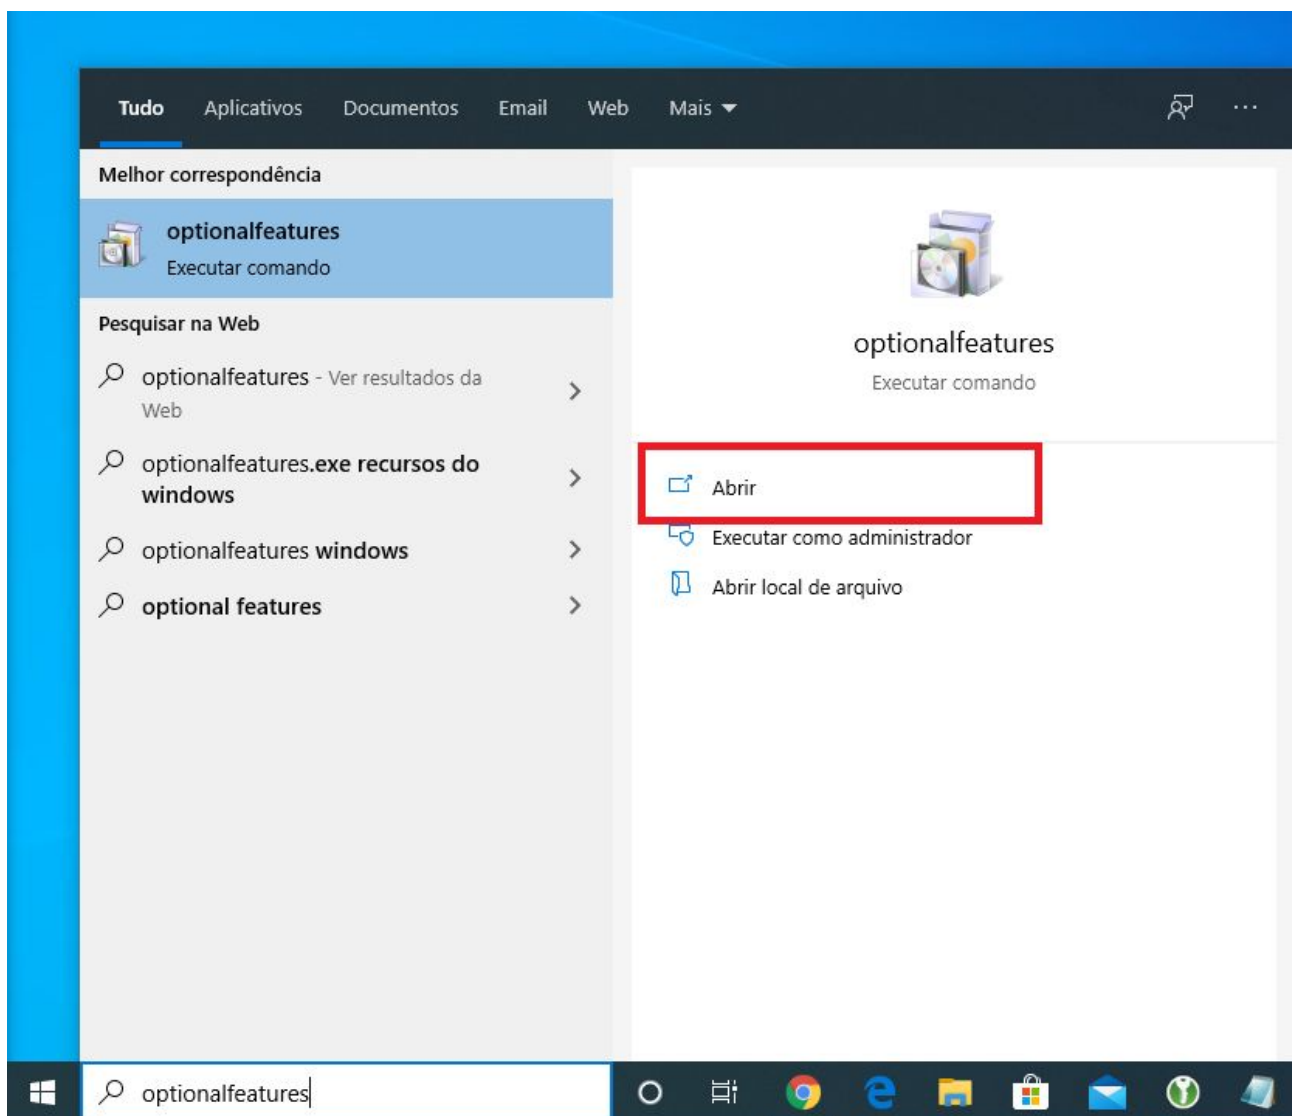 Tudo Aplicativos Documentos Email Web Mais
Melhor correspondência
optionalfeatures
Executar comando
Pesquisar na Web
optionalfeatures - Ver resultados da
Web
optionalfeatures.exe recursos do
windows
optionalfeatures windows
optional features
optionalfeatures
Executar comando
Abrir
Executar como administrador
Abrir local de arquivo
optionalfeatures